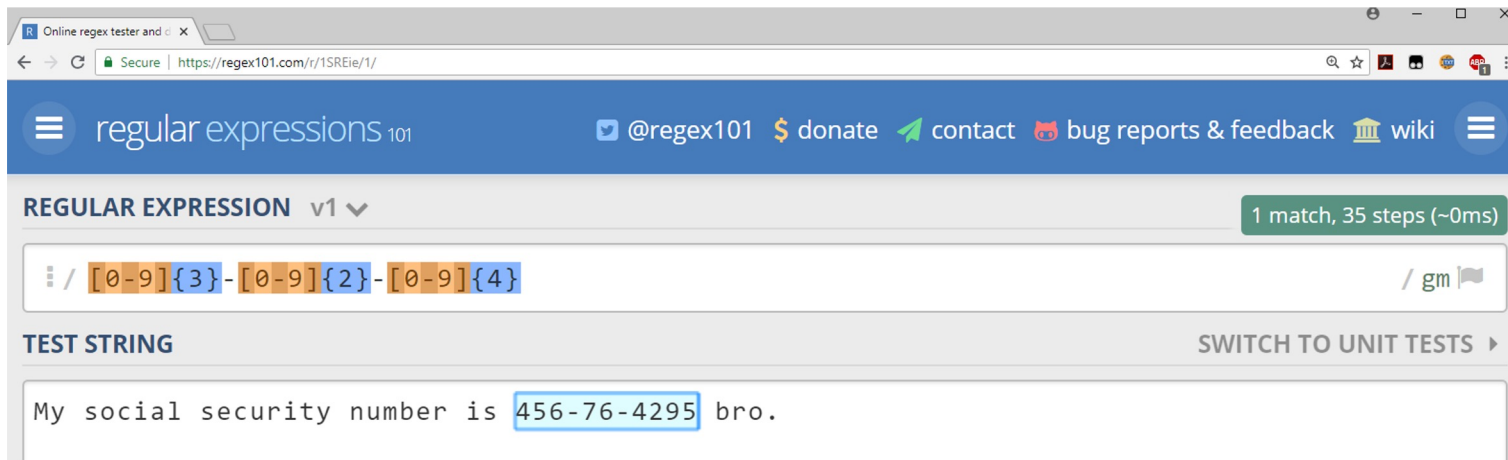 R Online regex tester and d
Secure | https://regex101.com/r/1SREie/1/
ABP 1
regular expressions 101 @regex101 $ donate contact bug reports & feedback wiki
REGULAR EXPRESSION v1 1 match, 35 steps (~0ms)
/ [0-9]{3}-[0-9]{2}-[0-9]{4} / gm
TEST STRING SWITCH TO UNIT TESTS
My social security number is 456-76-4295 bro.